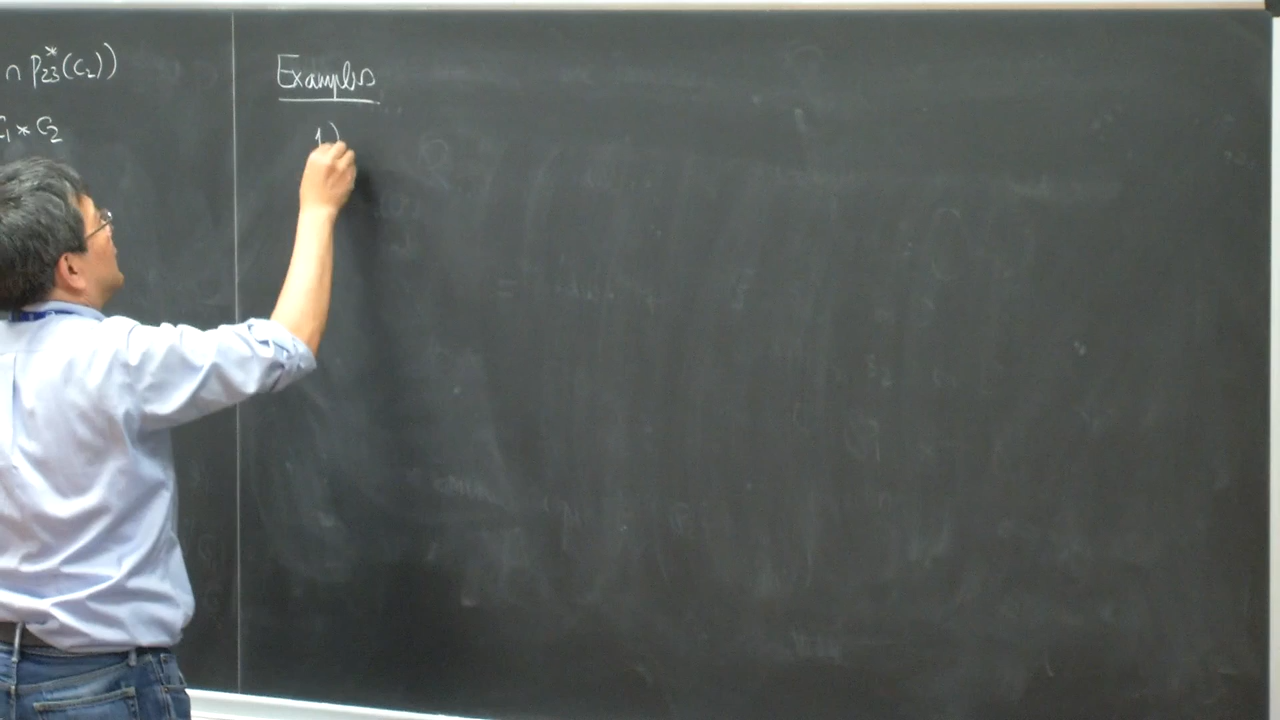 ∩ p₂₃*(C₂))
C₁ * C₂
Examples
1)